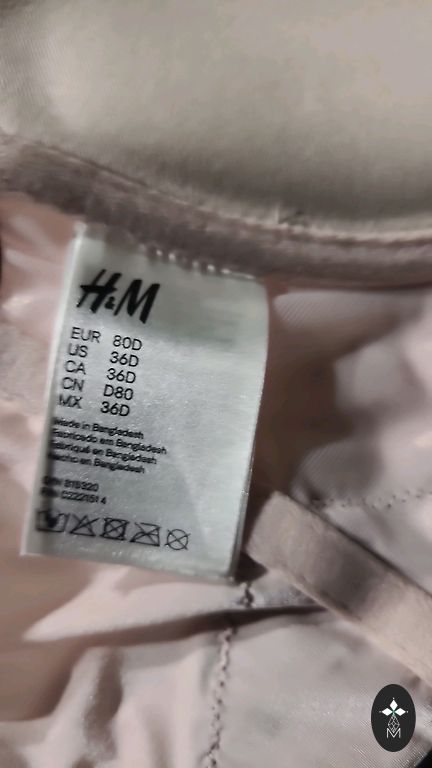 H&M
EUR 80D
US 36D
CA 36D
CN D80
MX 36D
Made in Bangladesh
Fabricado em Bangladesh
Fabriqué en Bangladesh
Hecho en Bangladesh
M